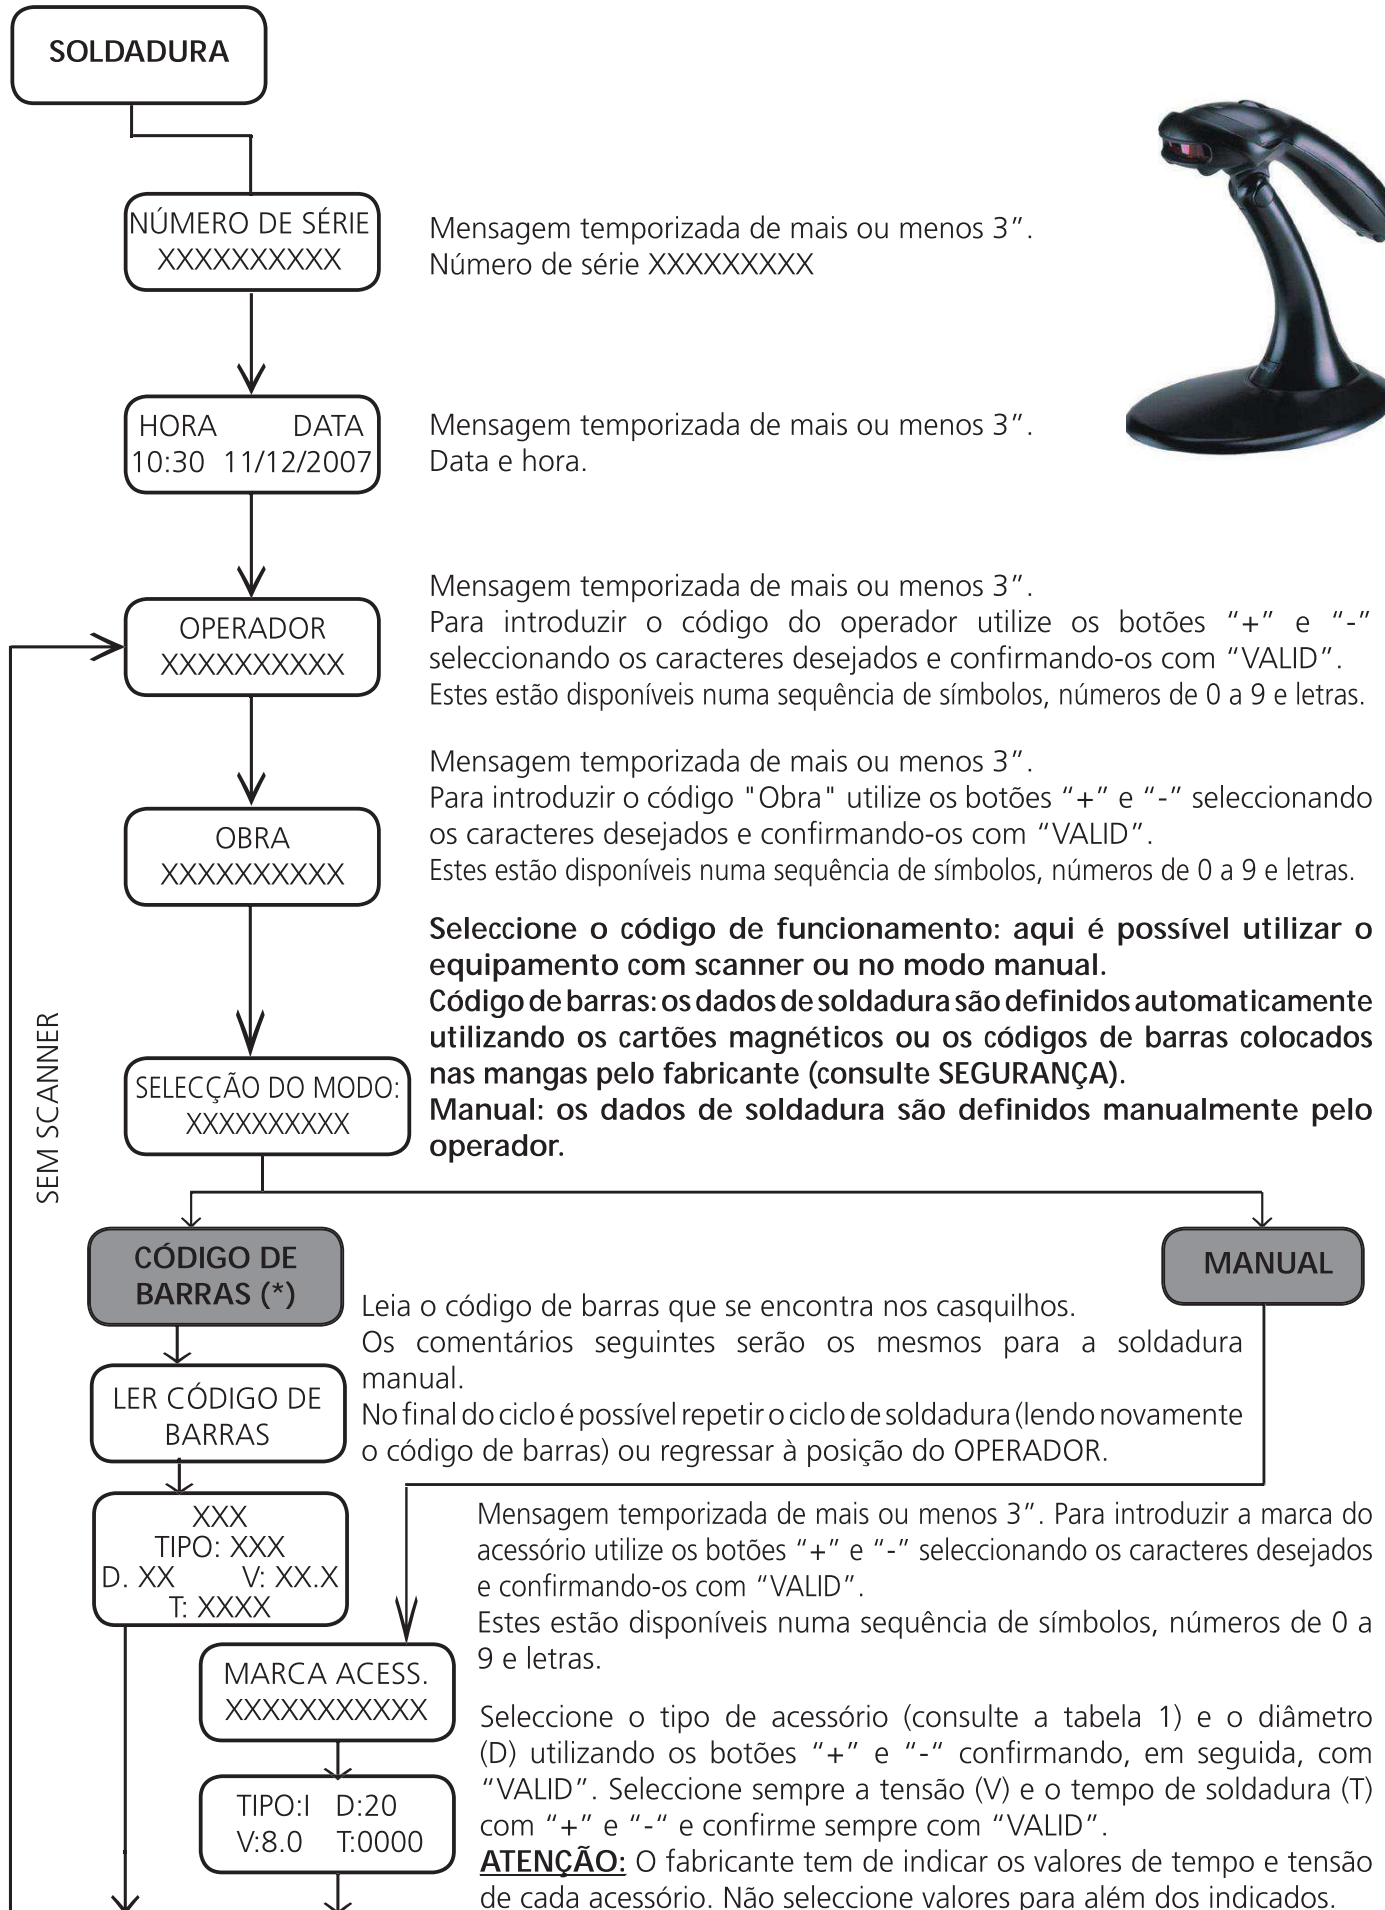 SOLDADURA
NÚMERO DE SÉRIE
XXXXXXXXXX
Mensagem temporizada de mais ou menos 3”.
Número de série XXXXXXXXX
HORA DATA
10:30 11/12/2007
Mensagem temporizada de mais ou menos 3”.
Data e hora.
OPERADOR
XXXXXXXXXX
Mensagem temporizada de mais ou menos 3”.
Para introduzir o código do operador utilize os botões “+” e “-”
seleccionando os caracteres desejados e confirmando-os com “VALID”.
Estes estão disponíveis numa sequência de símbolos, números de 0 a 9 e letras.
OBRA
XXXXXXXXXX
Mensagem temporizada de mais ou menos 3”.
Para introduzir o código "Obra" utilize os botões “+” e “-” seleccionando
os caracteres desejados e confirmando-os com “VALID”.
Estes estão disponíveis numa sequência de símbolos, números de 0 a 9 e letras.
SELECÇÃO DO MODO:
XXXXXXXXXX
Seleccione o código de funcionamento: aqui é possível utilizar o
equipamento com scanner ou no modo manual.
Código de barras: os dados de soldadura são definidos automaticamente
utilizando os cartões magnéticos ou os códigos de barras colocados
nas mangas pelo fabricante (consulte SEGURANÇA).
Manual: os dados de soldadura são definidos manualmente pelo
operador.
SEM SCANNER
CÓDIGO DE
BARRAS (*)
MANUAL
Leia o código de barras que se encontra nos casquilhos.
Os comentários seguintes serão os mesmos para a soldadura
manual.
No final do ciclo é possível repetir o ciclo de soldadura (lendo novamente
o código de barras) ou regressar à posição do OPERADOR.
LER CÓDIGO DE
BARRAS
XXX
TIPO: XXX
D. XX V: XX.X
T: XXXX
Mensagem temporizada de mais ou menos 3”. Para introduzir a marca do
acessório utilize os botões “+” e “-” seleccionando os caracteres desejados
e confirmando-os com “VALID”.
Estes estão disponíveis numa sequência de símbolos, números de 0 a
9 e letras.
MARCA ACESS.
XXXXXXXXXXX
Seleccione o tipo de acessório (consulte a tabela 1) e o diâmetro
(D) utilizando os botões “+” e “-“ confirmando, em seguida, com
“VALID”. Seleccione sempre a tensão (V) e o tempo de soldadura (T)
com “+” e “-“ e confirme sempre com “VALID”.
ATENÇÃO: O fabricante tem de indicar os valores de tempo e tensão
de cada acessório. Não seleccione valores para além dos indicados.
TIPO:I D:20
V:8.0 T:0000